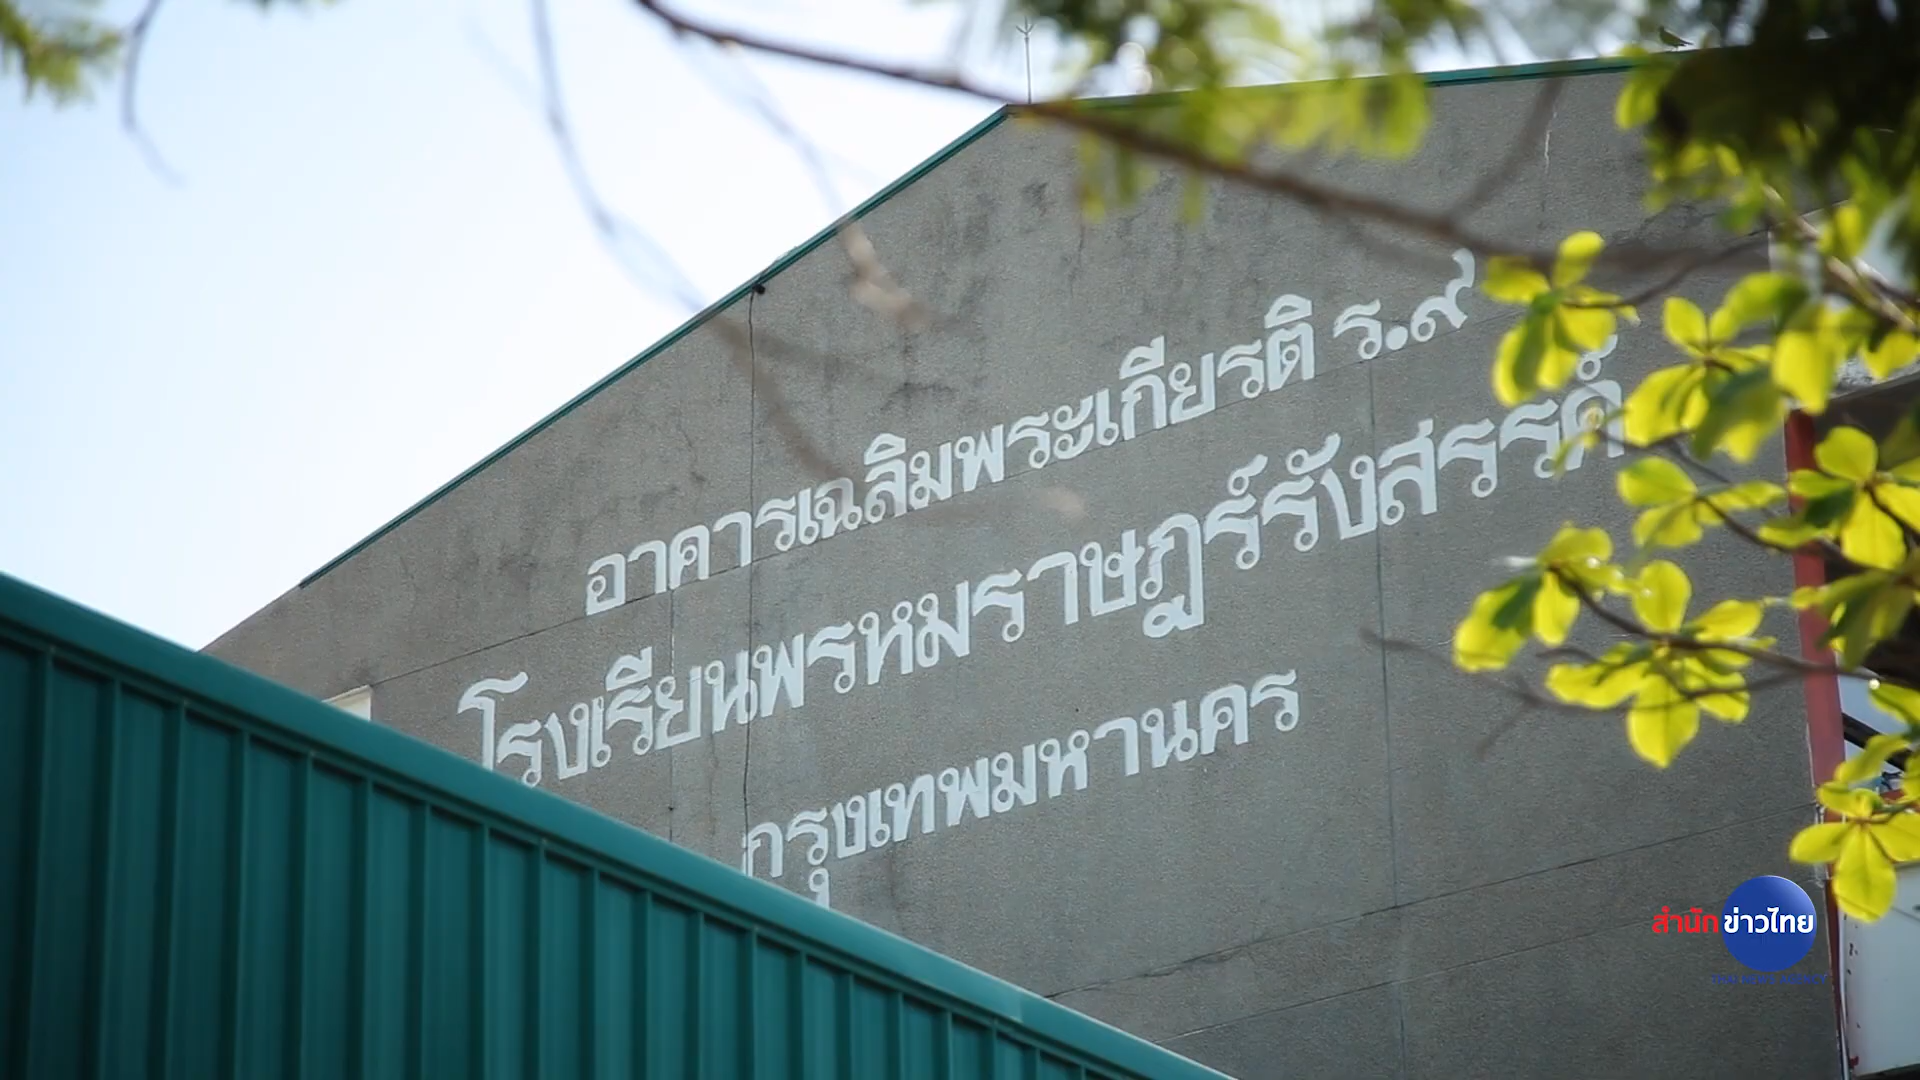 อาคารเฉลิมพระเกียรติ ร.๙
โรงเรียนพรหมราษฎร์รังสรรค์
กรุงเทพมหานคร
สำนักข่าวไทย